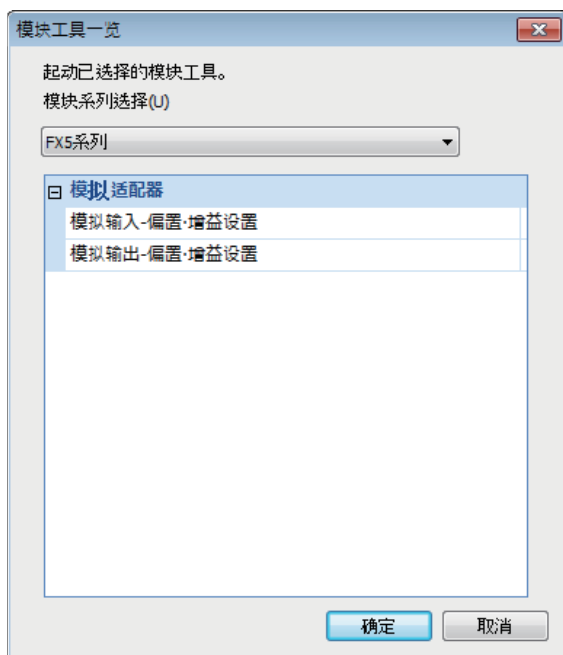 模块工具一览
起动已选择的模块工具。
模块系列选择(U)
FX5系列
模拟适配器
模拟输入-偏置·增益设置
模拟输出-偏置·增益设置
确定
取消